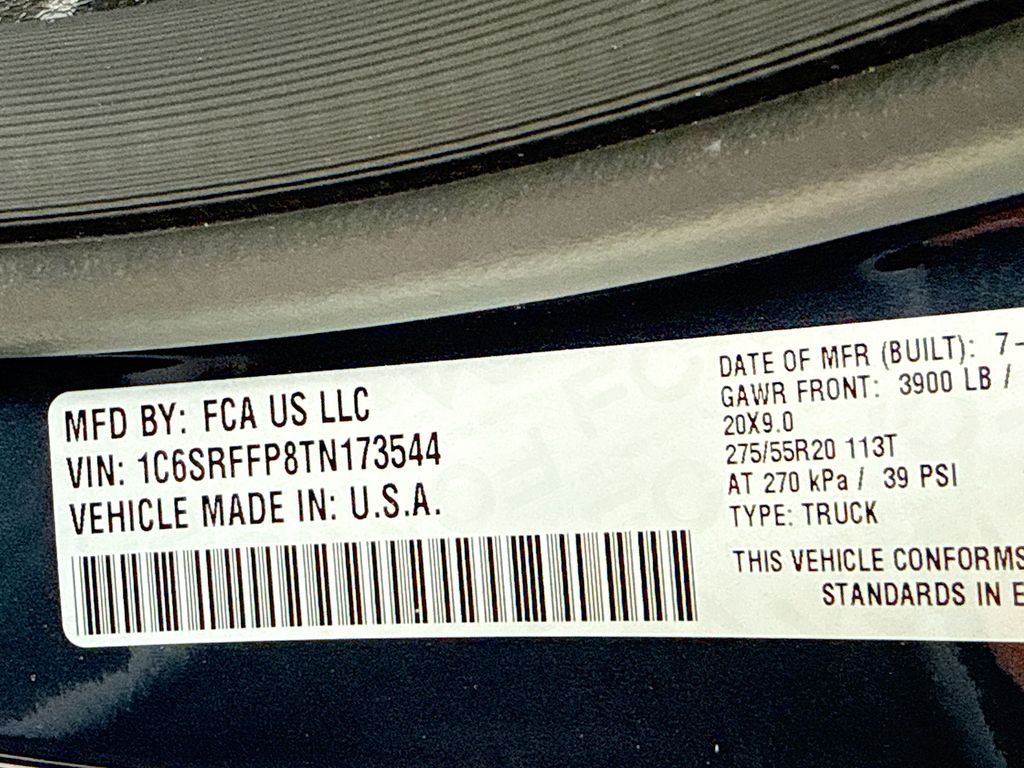 MFD BY: FCA US LLC
VIN: 1C6SRFFP8TN173544
VEHICLE MADE IN: U.S.A.
DATE OF MFR (BUILT): 7-
GAWR FRONT: 3900 LB /
20X9.0
275/55R20 113T
AT 270 kPa / 39 PSI
TYPE: TRUCK
THIS VEHICLE CONFORMS
STANDARDS IN E